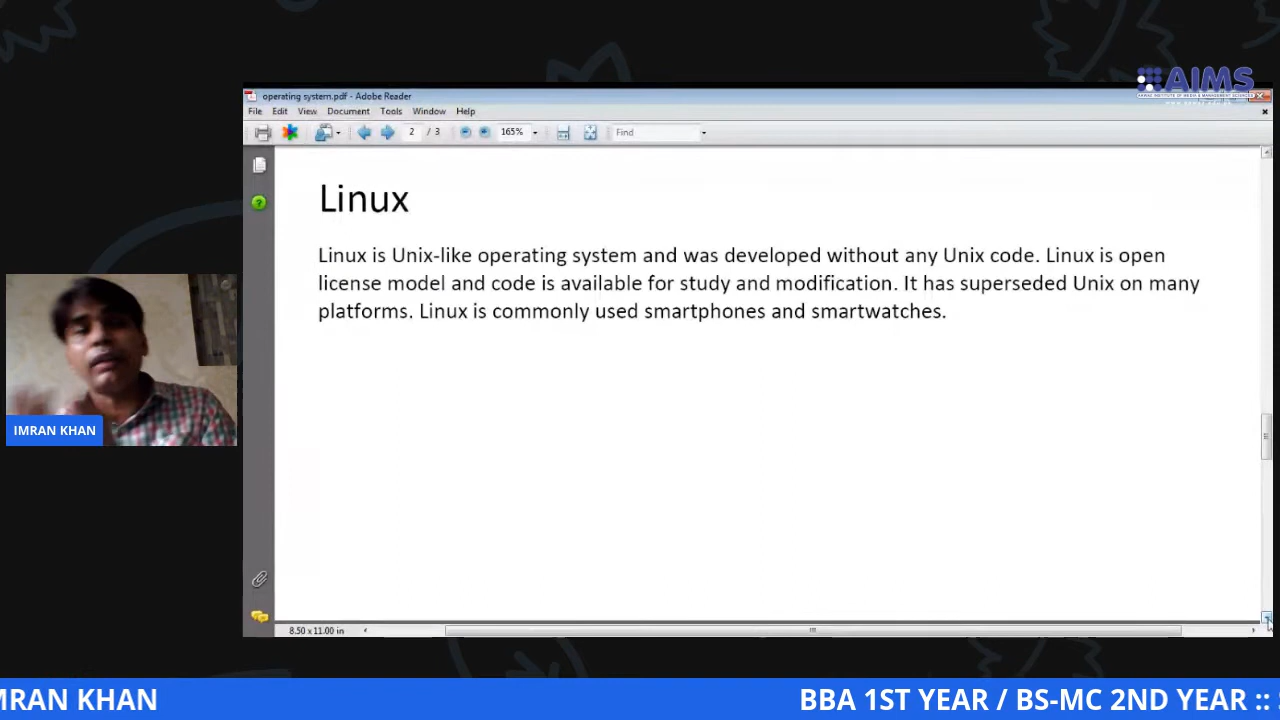 AIMS
operating system.pdf - Adobe Reader
File Edit View Document Tools Window Help
2 / 3 165% Find
Linux
Linux is Unix-like operating system and was developed without any Unix code. Linux is open
license model and code is available for study and modification. It has superseded Unix on many
platforms. Linux is commonly used smartphones and smartwatches.
IMRAN KHAN
8.50 x 11.00 in
MRAN KHAN BBA 1ST YEAR / BS-MC 2ND YEAR :: S